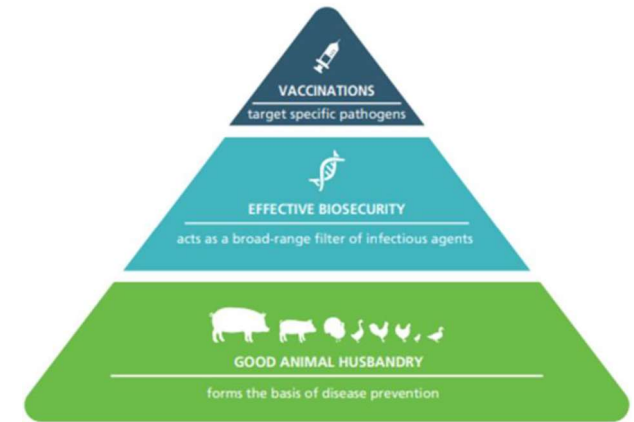 VACCINATIONS
target specific pathogens
EFFECTIVE BIOSECURITY
acts as a broad-range filter of infectious agents
GOOD ANIMAL HUSBANDRY
forms the basis of disease prevention